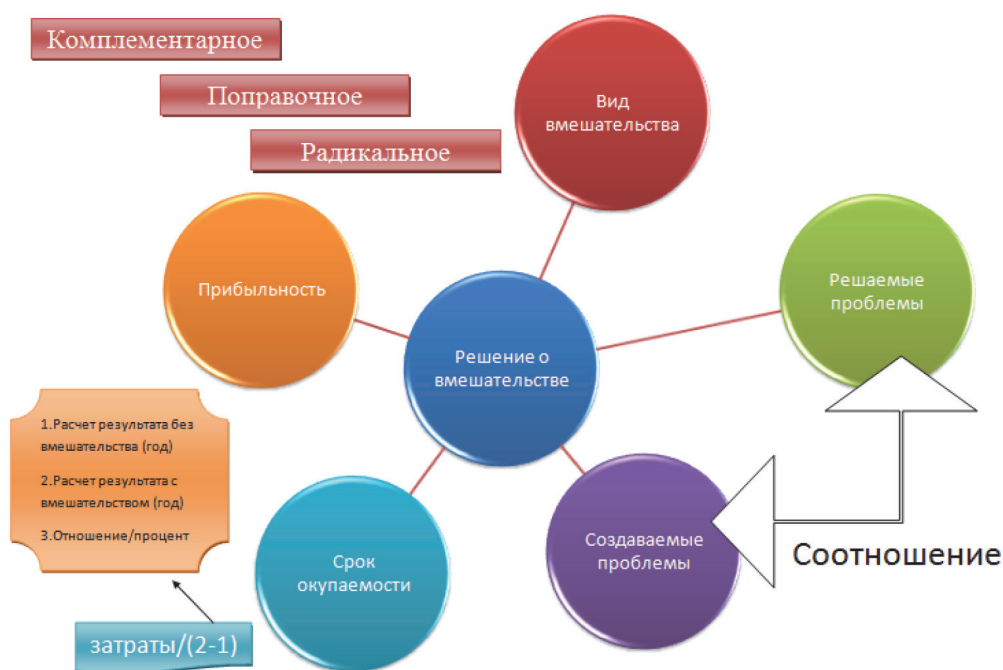 Комплементарное
Поправочное
Радикальное
Вид
вмешательства
Прибыльность
Решаемые
проблемы
Решение о
вмешательстве
1.Расчет результата без
вмешательства (год)
2.Расчет результата с
вмешательством (год)
3.Отношение/процент
Срок
окупаемости
Создаваемые
проблемы
Соотношение
затраты/(2-1)